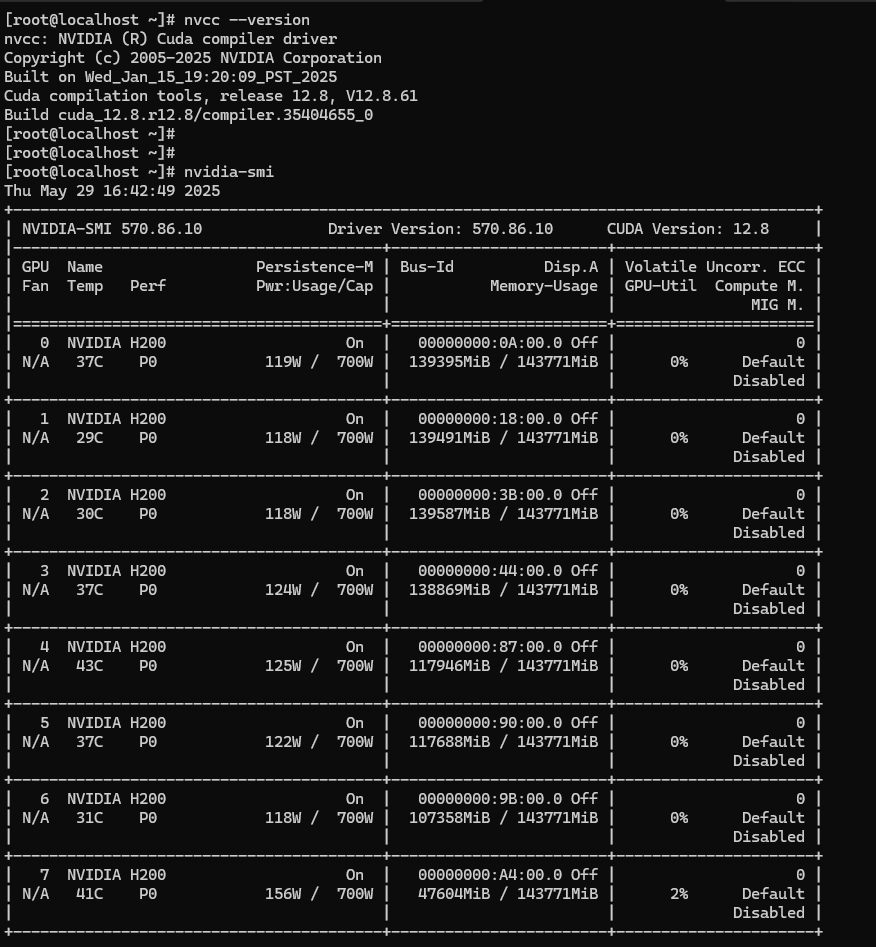 [root@localhost ~]# nvcc --version
nvcc: NVIDIA (R) Cuda compiler driver
Copyright (c) 2005-2025 NVIDIA Corporation
Built on Wed_Jan_15_19:20:09_PST_2025
Cuda compilation tools, release 12.8, V12.8.61
Build cuda_12.8.r12.8/compiler.35404655_0
[root@localhost ~]#
[root@localhost ~]#
[root@localhost ~]# nvidia-smi
Thu May 29 16:42:49 2025
+-----------------------------------------------------------------------------------------+
| NVIDIA-SMI 570.86.10              Driver Version: 570.86.10      CUDA Version: 12.8     |
|-----------------------------------------+------------------------+----------------------+
| GPU  Name                 Persistence-M | Bus-Id          Disp.A | Volatile Uncorr. ECC |
| Fan  Temp   Perf          Pwr:Usage/Cap |           Memory-Usage | GPU-Util  Compute M. |
|                                         |                        |               MIG M. |
|=========================================+========================+======================|
|   0  NVIDIA H200                    On  |   00000000:0A:00.0 Off |                    0 |
| N/A   37C    P0            119W /  700W |  139395MiB / 143771MiB |      0%      Default |
|                                         |                        |             Disabled |
+-----------------------------------------+------------------------+----------------------+
|   1  NVIDIA H200                    On  |   00000000:18:00.0 Off |                    0 |
| N/A   29C    P0            118W /  700W |  139491MiB / 143771MiB |      0%      Default |
|                                         |                        |             Disabled |
+-----------------------------------------+------------------------+----------------------+
|   2  NVIDIA H200                    On  |   00000000:3B:00.0 Off |                    0 |
| N/A   30C    P0            118W /  700W |  139587MiB / 143771MiB |      0%      Default |
|                                         |                        |             Disabled |
+-----------------------------------------+------------------------+----------------------+
|   3  NVIDIA H200                    On  |   00000000:44:00.0 Off |                    0 |
| N/A   37C    P0            124W /  700W |  138869MiB / 143771MiB |      0%      Default |
|                                         |                        |             Disabled |
+-----------------------------------------+------------------------+----------------------+
|   4  NVIDIA H200                    On  |   00000000:87:00.0 Off |                    0 |
| N/A   43C    P0            125W /  700W |  117946MiB / 143771MiB |      0%      Default |
|                                         |                        |             Disabled |
+-----------------------------------------+------------------------+----------------------+
|   5  NVIDIA H200                    On  |   00000000:90:00.0 Off |                    0 |
| N/A   37C    P0            122W /  700W |  117688MiB / 143771MiB |      0%      Default |
|                                         |                        |             Disabled |
+-----------------------------------------+------------------------+----------------------+
|   6  NVIDIA H200                    On  |   00000000:9B:00.0 Off |                    0 |
| N/A   31C    P0            118W /  700W |  107358MiB / 143771MiB |      0%      Default |
|                                         |                        |             Disabled |
+-----------------------------------------+------------------------+----------------------+
|   7  NVIDIA H200                    On  |   00000000:A4:00.0 Off |                    0 |
| N/A   41C    P0            156W /  700W |   47604MiB / 143771MiB |      2%      Default |
|                                         |                        |             Disabled |
+-----------------------------------------+------------------------+----------------------+